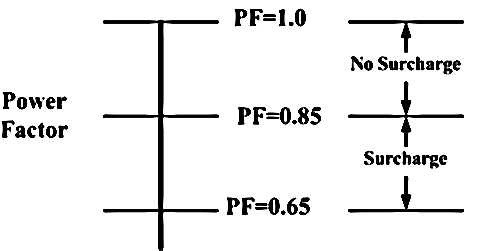 PF=1.0
No Surcharge
Power
Factor
PF=0.85
Surcharge
PF=0.65